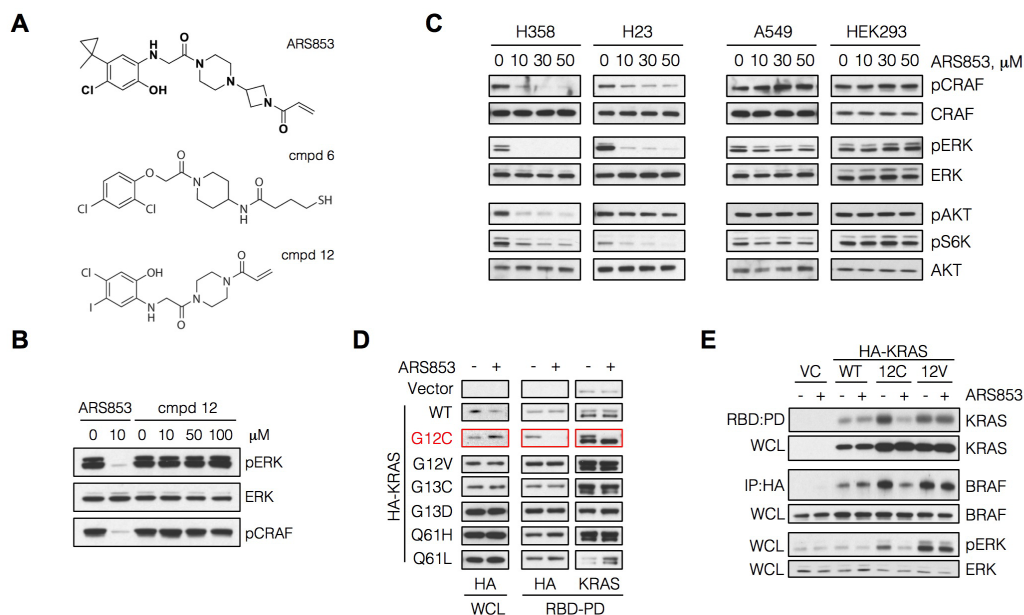 A
ARS853
N
H
O
N
N
N
Cl
OH
O
cmpd 6
O
O
N
O
Cl
Cl
N
H
SH
cmpd 12
Cl
OH
O
N
N
I
N
H
O
B
ARS853 cmpd 12
0 10 0 10 50 100 μM
pERK
ERK
pCRAF
C
H358 H23 A549 HEK293
0 10 30 50 0 10 30 50 0 10 30 50 0 10 30 50 ARS853, μM
pCRAF
CRAF
pERK
ERK
pAKT
pS6K
AKT
D
ARS853 - + - + - +
Vector
HA-KRAS
WT
G12C
G12V
G13C
G13D
Q61H
Q61L
HA HA KRAS
WCL RBD-PD
E
HA-KRAS
VC WT 12C 12V
- + - + - + - + ARS853
RBD:PD KRAS
WCL KRAS
IP:HA BRAF
WCL BRAF
WCL pERK
WCL ERK